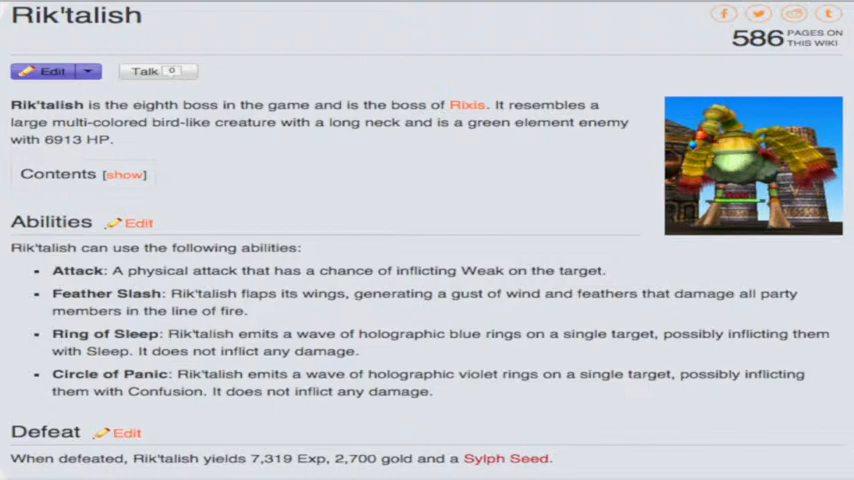 Rik'talish
586 PAGES ON THIS WIKI
Edit
Talk 0
Rik'talish is the eighth boss in the game and is the boss of Rixis. It resembles a
large multi-colored bird-like creature with a long neck and is a green element enemy
with 6913 HP.
Contents [show]
Abilities Edit
Rik'talish can use the following abilities:
▪ Attack: A physical attack that has a chance of inflicting Weak on the target.
▪ Feather Slash: Rik'talish flaps its wings, generating a gust of wind and feathers that damage all party
members in the line of fire.
▪ Ring of Sleep: Rik'talish emits a wave of holographic blue rings on a single target, possibly inflicting them
with Sleep. It does not inflict any damage.
▪ Circle of Panic: Rik'talish emits a wave of holographic violet rings on a single target, possibly inflicting
them with Confusion. It does not inflict any damage.
Defeat Edit
When defeated, Rik'talish yields 7,319 Exp, 2,700 gold and a Sylph Seed.